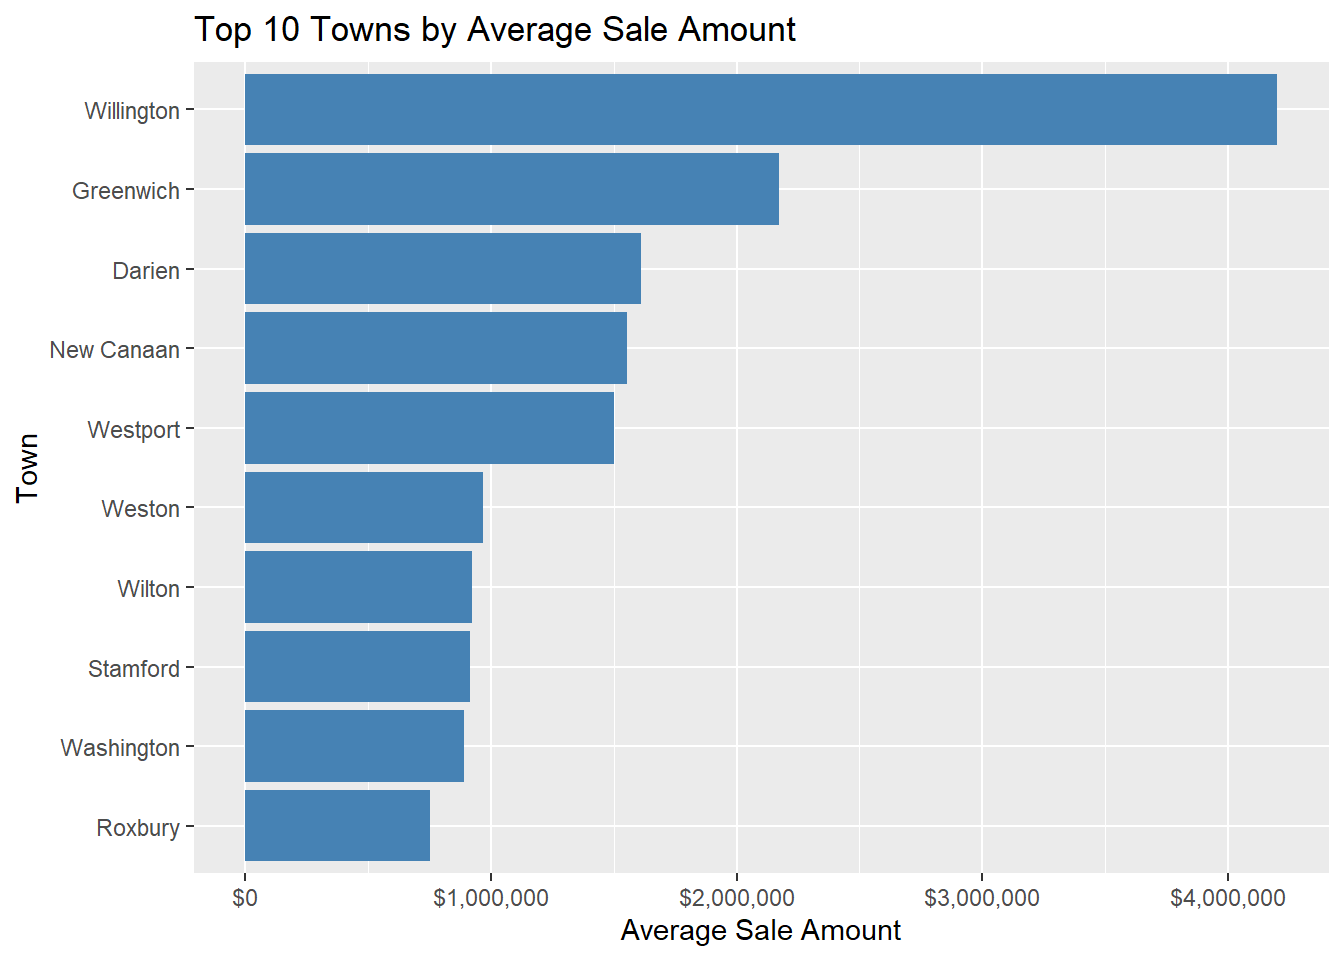 Top 10 Towns by Average Sale Amount
Willington
Greenwich
Darien
New Canaan
Westport
Weston
Wilton
Stamford
Washington
Roxbury
Town
$0 $1,000,000 $2,000,000 $3,000,000 $4,000,000
Average Sale Amount